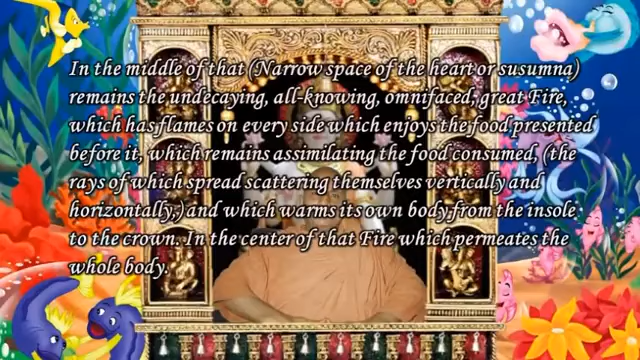 In the middle of that (Narrow space of the heart or susumna)
remains the undecaying, all-knowing, omnifaced, great Fire,
which has flames on every side which enjoys the food presented
before it, which remains assimilating the food consumed, (the
rays of which spread scattering themselves vertically and
horizontally,) and which warms its own body from the insole
to the crown. In the center of that Fire which permeates the
whole body.